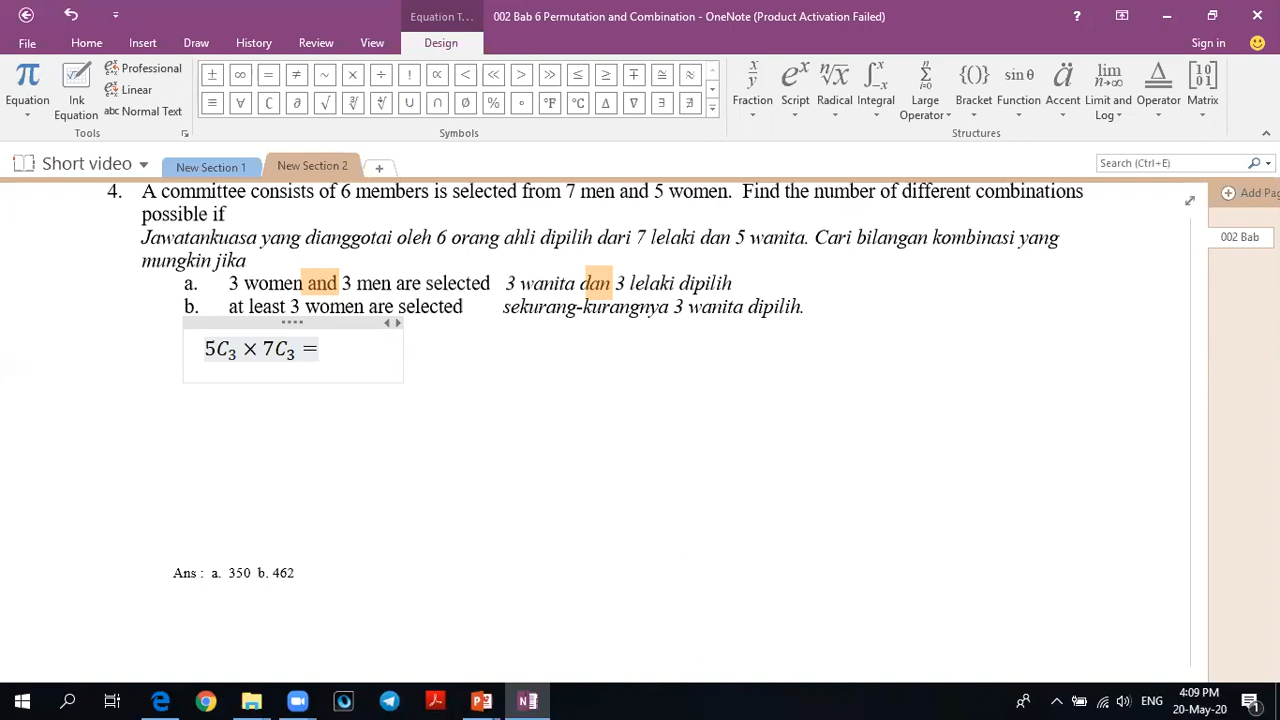 Equation T... 002 Bab 6 Permutation and Combination - OneNote (Product Activation Failed) ?
File Home Insert Draw History Review View Design Sign in
π Equation Ink Equation Professional Linear Normal Text
± ∞ = ≠ ~ × ÷ ! ∝ < ≪ > ≫ ≤ ≥ ∓ ≅ ≈
≡ ∀ ∁ ∂ √ ∛ ∜ ∪ ∩ ∅ % ° °F °C ∆ ∇ ∃ ∄
Fraction Script Radical Integral Large Operator Bracket Function Accent Limit and Log Operator Matrix
Tools Symbols Structures
Short video New Section 1 New Section 2 + Search (Ctrl+E)
4. A committee consists of 6 members is selected from 7 men and 5 women. Find the number of different combinations
possible if
Jawatankuasa yang dianggotai oleh 6 orang ahli dipilih dari 7 lelaki dan 5 wanita. Cari bilangan kombinasi yang
mungkin jika
a. 3 women and 3 men are selected 3 wanita dan 3 lelaki dipilih
b. at least 3 women are selected sekurang-kurangnya 3 wanita dipilih.
5C₃ × 7C₃ =
Ans : a. 350 b. 462
Add Pag
002 Bab
ENG 4:09 PM
20-May-20 1